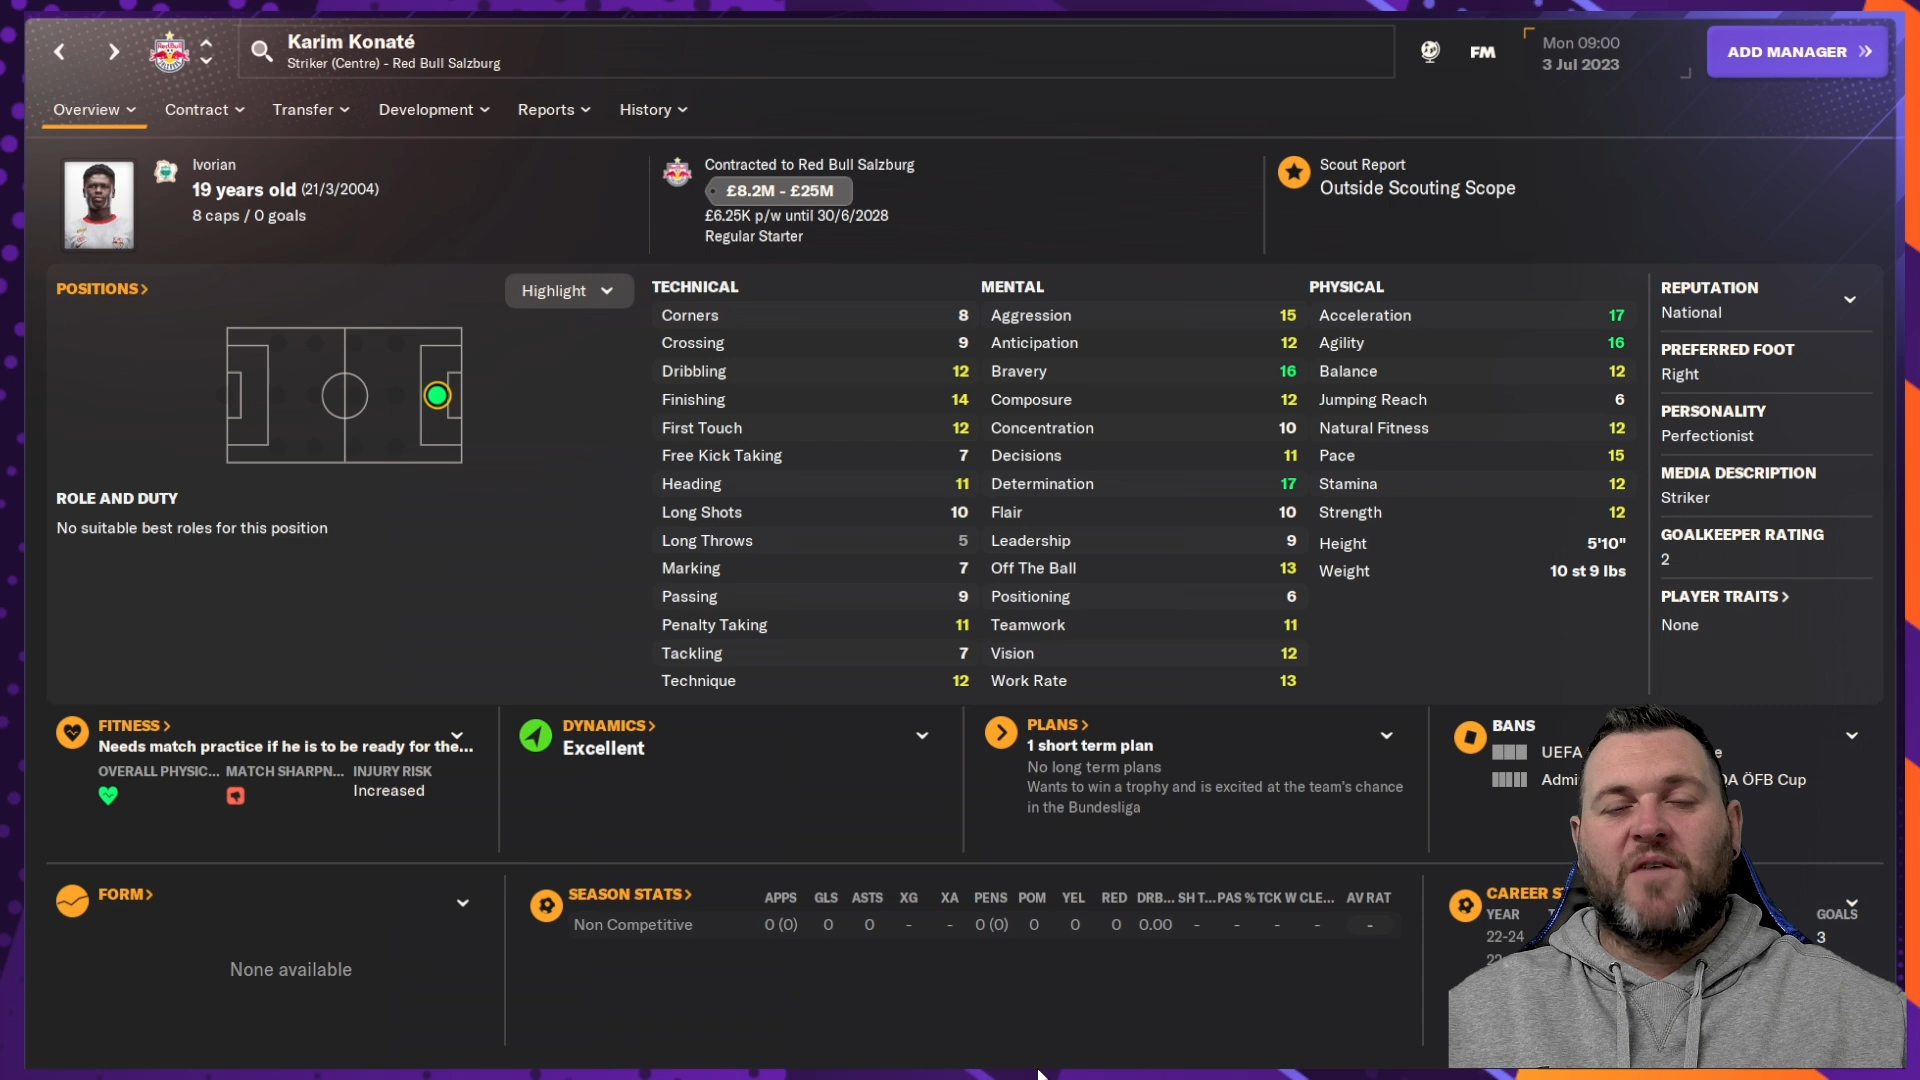 Karim Konaté
Striker (Centre) - Red Bull Salzburg
FM
Mon 09:00
3 Jul 2023
ADD MANAGER
Overview
Contract
Transfer
Development
Reports
History
Ivorian
19 years old (21/3/2004)
8 caps / 0 goals
Contracted to Red Bull Salzburg
£8.2M - £25M
£6.25K p/w until 30/6/2028
Regular Starter
Scout Report
Outside Scouting Scope
POSITIONS
Highlight
ROLE AND DUTY
No suitable best roles for this position
TECHNICAL
Corners 8
Crossing 9
Dribbling 12
Finishing 14
First Touch 12
Free Kick Taking 7
Heading 11
Long Shots 10
Long Throws 5
Marking 7
Passing 9
Penalty Taking 11
Tackling 7
Technique 12
MENTAL
Aggression 15
Anticipation 12
Bravery 16
Composure 12
Concentration 10
Decisions 11
Determination 17
Flair 10
Leadership 9
Off The Ball 13
Positioning 6
Teamwork 11
Vision 12
Work Rate 13
PHYSICAL
Acceleration 17
Agility 16
Balance 12
Jumping Reach 6
Natural Fitness 12
Pace 15
Stamina 12
Strength 12
Height 5'10"
Weight 10 st 9 lbs
REPUTATION
National
PREFERRED FOOT
Right
PERSONALITY
Perfectionist
MEDIA DESCRIPTION
Striker
GOALKEEPER RATING
2
PLAYER TRAITS
None
FITNESS
Needs match practice if he is to be ready for the...
OVERALL PHYSIC... MATCH SHARPN... INJURY RISK
Increased
DYNAMICS
Excellent
PLANS
1 short term plan
No long term plans
Wants to win a trophy and is excited at the team's chance
in the Bundesliga
BANS
UEFA
ÖFB Cup
FORM
None available
SEASON STATS APPS GLS ASTS XG XA PENS POM YEL RED DRB... SH T... PAS % TCK W CLE... AV RAT
Non Competitive 0 (0) 0 0 - - 0 (0) 0 0 0 0.00 - - - - -
CAREER
YEAR GOALS
22-24 3